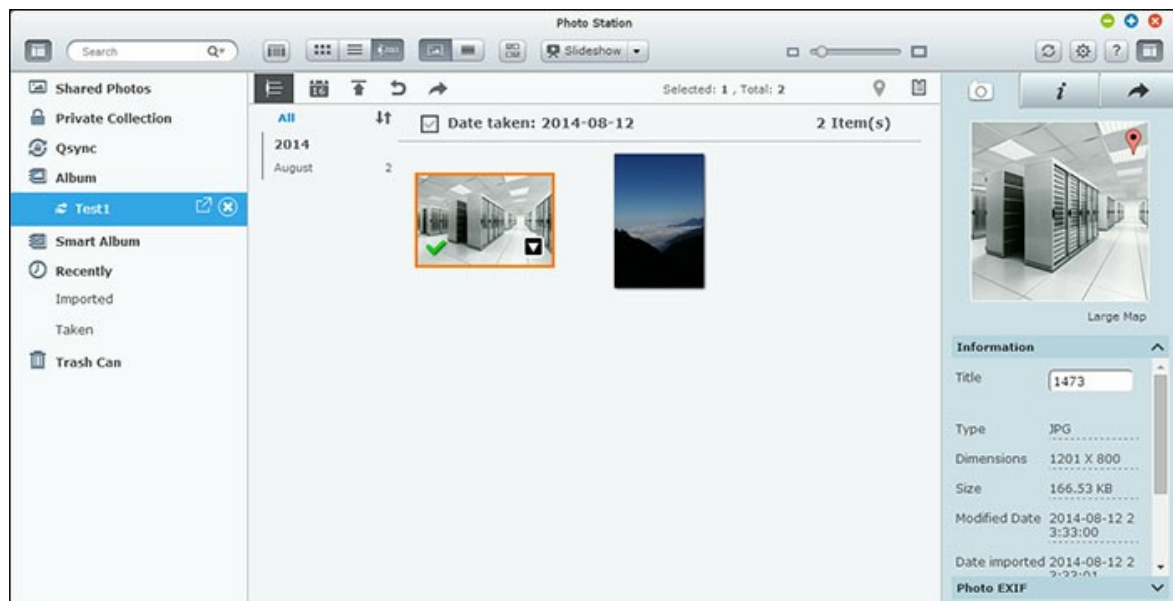 Photo Station
Search
Slideshow
Shared Photos
Private Collection
Qsync
Album
Test1
Smart Album
Recently
Imported
Taken
Trash Can
16
Selected: 1 , Total: 2
All
2014
August 2
Date taken: 2014-08-12 2 Item(s)
Large Map
Information
Title 1473
Type JPG
Dimensions 1201 X 800
Size 166.53 KB
Modified Date 2014-08-12 2
3:33:00
Date imported 2014-08-12 2
Photo EXIF